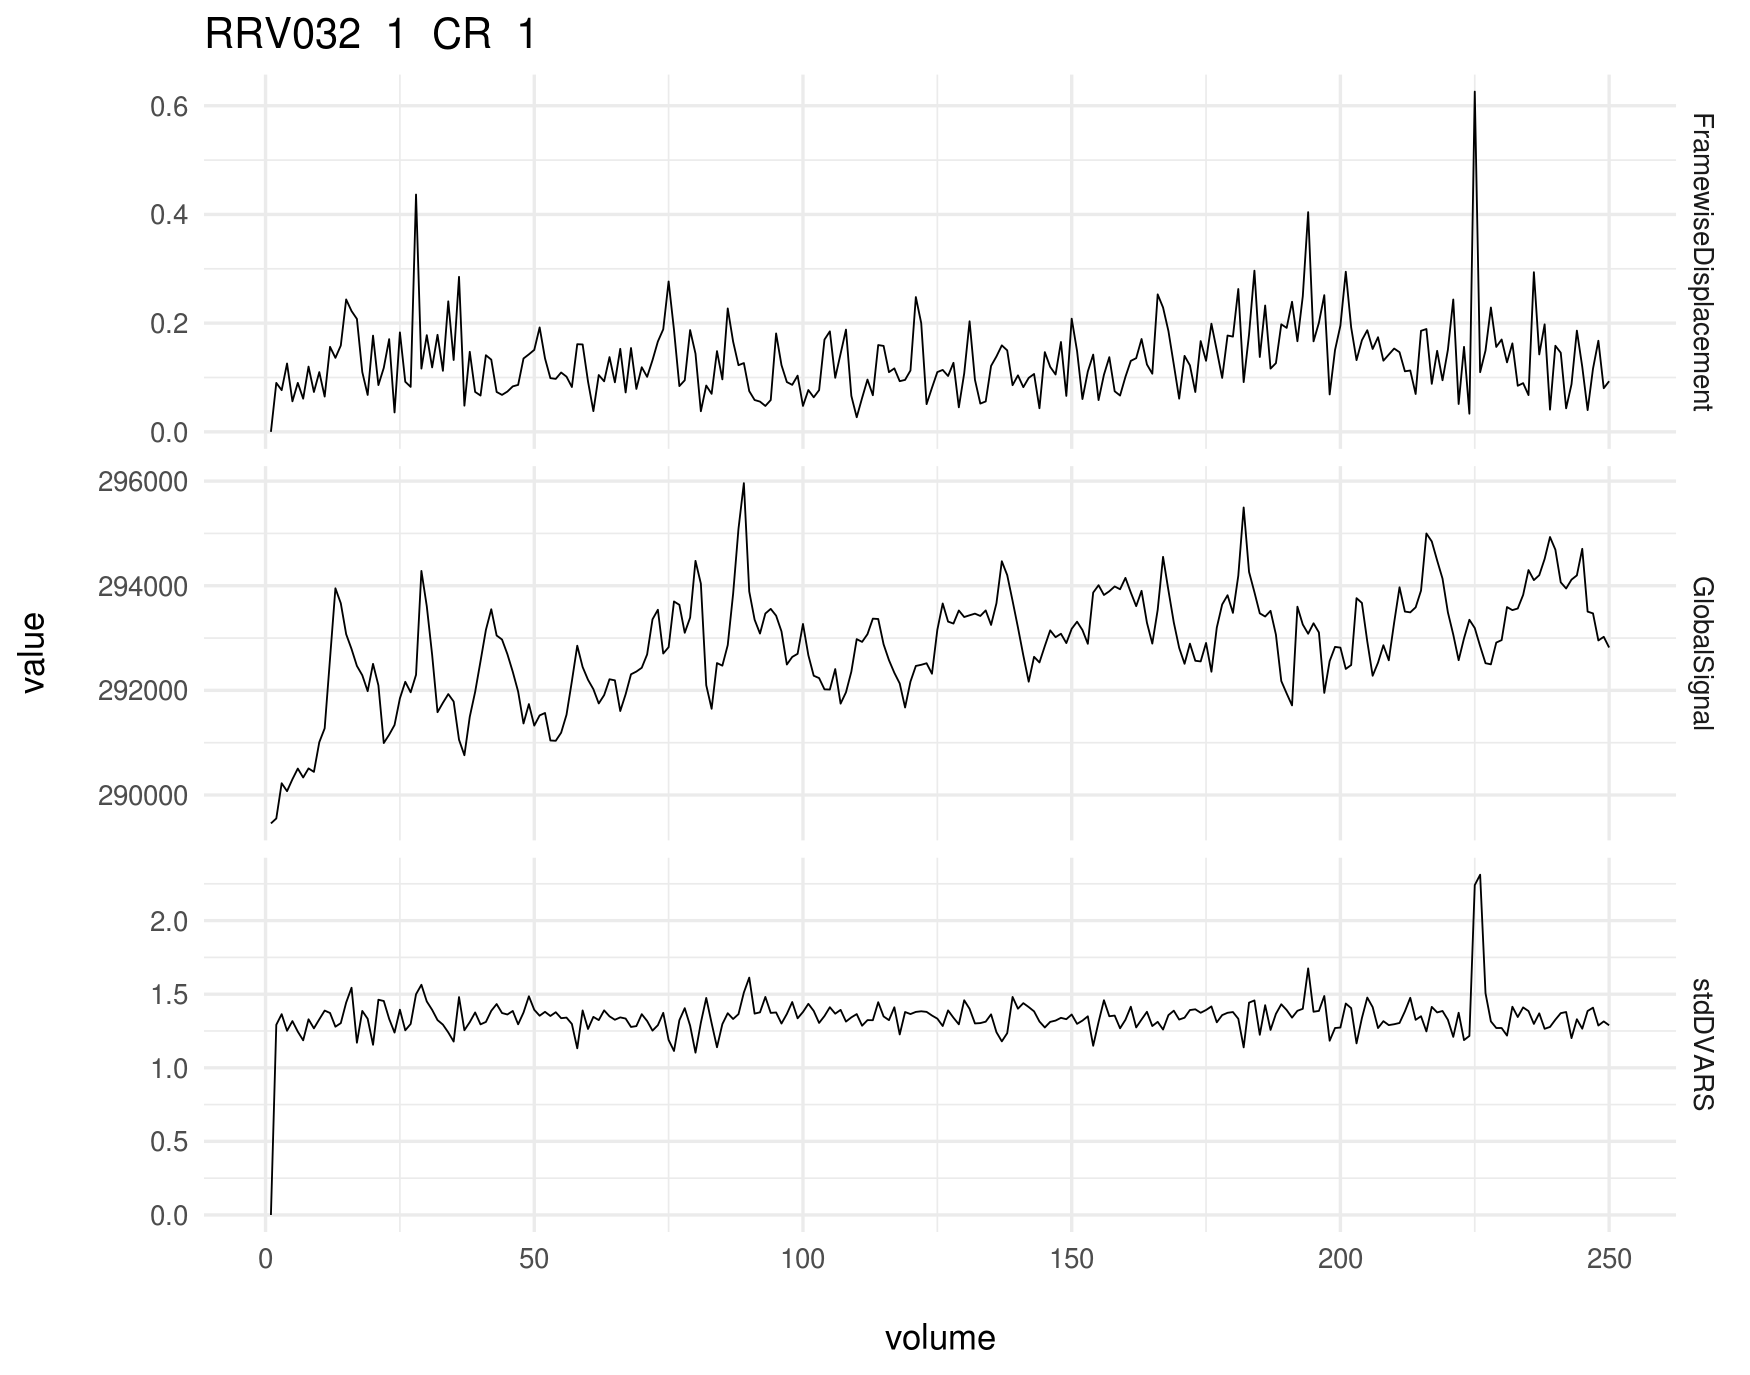 RRV032 1 CR 1
0.6
0.4
0.2
0.0
FramewiseDisplacement
296000
294000
292000
290000
GlobalSignal
value
2.0
1.5
1.0
0.5
0.0
stdDVARS
0 50 100 150 200 250
volume